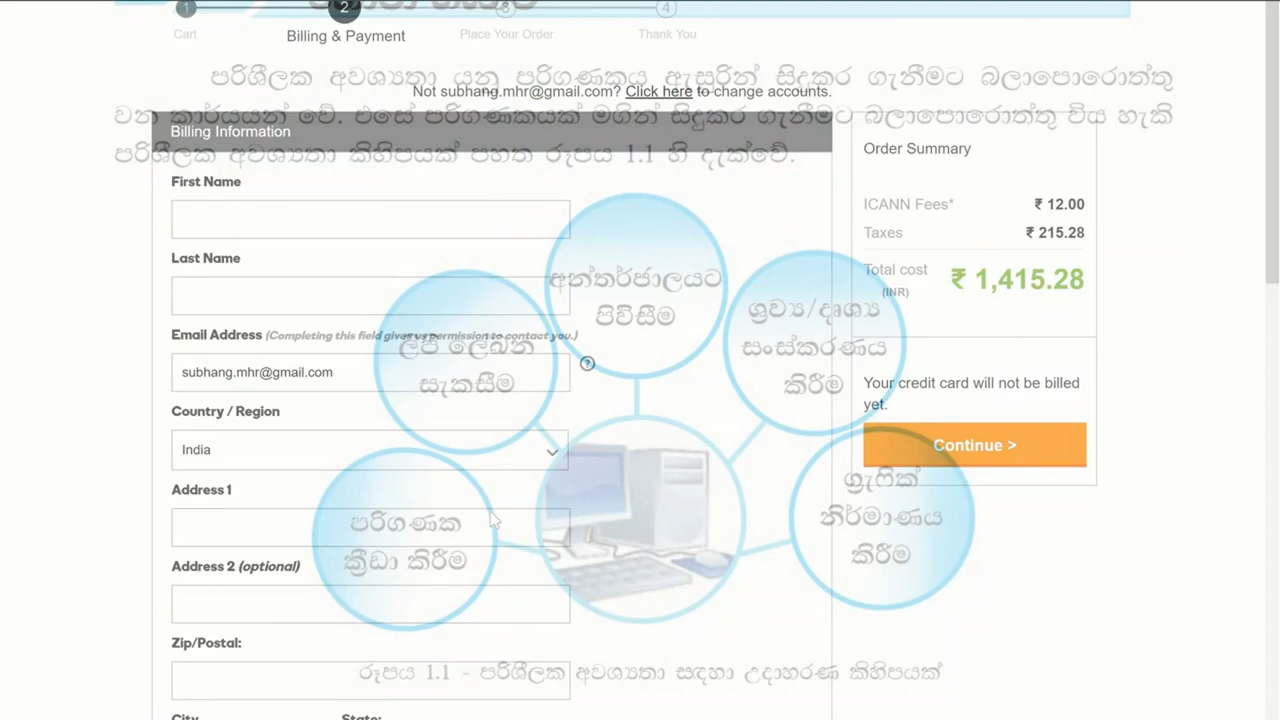 1
2
3
4
Cart
Billing & Payment
Place Your Order
Thank You
පරිශීලක අවශ්‍යතා යනු පරිගණකය ඇසුරින් සිදුකර ගැනීමට බලාපොරොත්තු
Not subhang.mhr@gmail.com? Click here to change accounts.
වන කාර්යයන් වේ. එසේ පරිගණකයක් මගින් සිදුකර ගැනීමට බලාපොරොත්තු විය හැකි
Billing Information
පරිශීලක අවශ්‍යතා කිහිපයක් පහත රූපය 1.1 හි දැක්වේ.
Order Summary
First Name
ICANN Fees* ₹ 12.00
Taxes ₹ 215.28
Last Name
Total cost
(INR)
₹ 1,415.28
අන්තර්ජාලයට
පිවිසීම
ශ්‍රව්‍ය/දෘශ්‍ය
සංස්කරණය
කිරීම
Email Address (Completing this field gives us permission to contact you.)
ලිපි ලේඛන
සැකසීම
subhang.mhr@gmail.com
?
Your credit card will not be billed
yet.
Country / Region
India
Continue >
Address 1
ග්‍රැෆික්
නිර්මාණය
කිරීම
පරිගණක
ක්‍රීඩා කිරීම
Address 2 (optional)
Zip/Postal:
රූපය 1.1 - පරිශීලක අවශ්‍යතා සඳහා උදාහරණ කිහිපයක්
City
State: